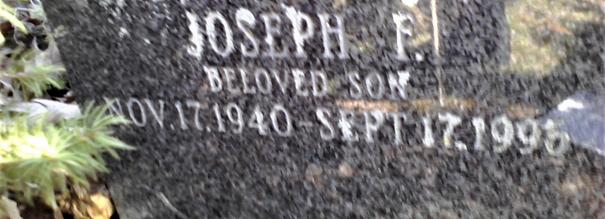 JOSEPH F.
BELOVED SON
NOV.17.1940-SEPT.17.1995